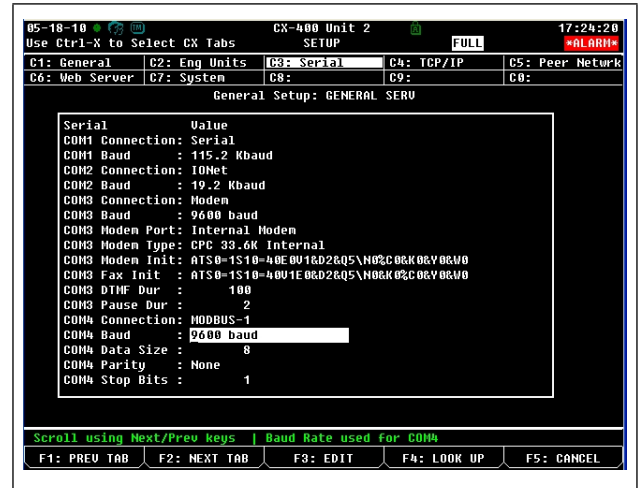 05-18-10 CX-400 Unit 2 17:24:20
Use Ctrl-X to Select CX Tabs SETUP FULL *ALARM*
C1: General C2: Eng Units C3: Serial C4: TCP/IP C5: Peer Netwrk
C6: Web Server C7: System C8: C9: C0:
General Setup: GENERAL SERV
Serial Value
COM1 Connection: Serial
COM1 Baud : 115.2 Kbaud
COM2 Connection: IONet
COM2 Baud : 19.2 Kbaud
COM3 Connection: Modem
COM3 Baud : 9600 baud
COM3 Modem Port: Internal Modem
COM3 Modem Type: CPC 33.6K Internal
COM3 Modem Init: ATS0=1S10=40E0V1&D2&Q5\N0%C0&K0&Y0&W0
COM3 Fax Init : ATS0=1S10=40V1E0&D2&Q5\N0&K0%C0&Y0&W0
COM3 DTMF Dur : 100
COM3 Pause Dur : 2
COM4 Connection: MODBUS-1
COM4 Baud : 9600 baud
COM4 Data Size : 8
COM4 Parity : None
COM4 Stop Bits : 1
Scroll using Next/Prev keys | Baud Rate used for COM4
F1: PREV TAB F2: NEXT TAB F3: EDIT F4: LOOK UP F5: CANCEL